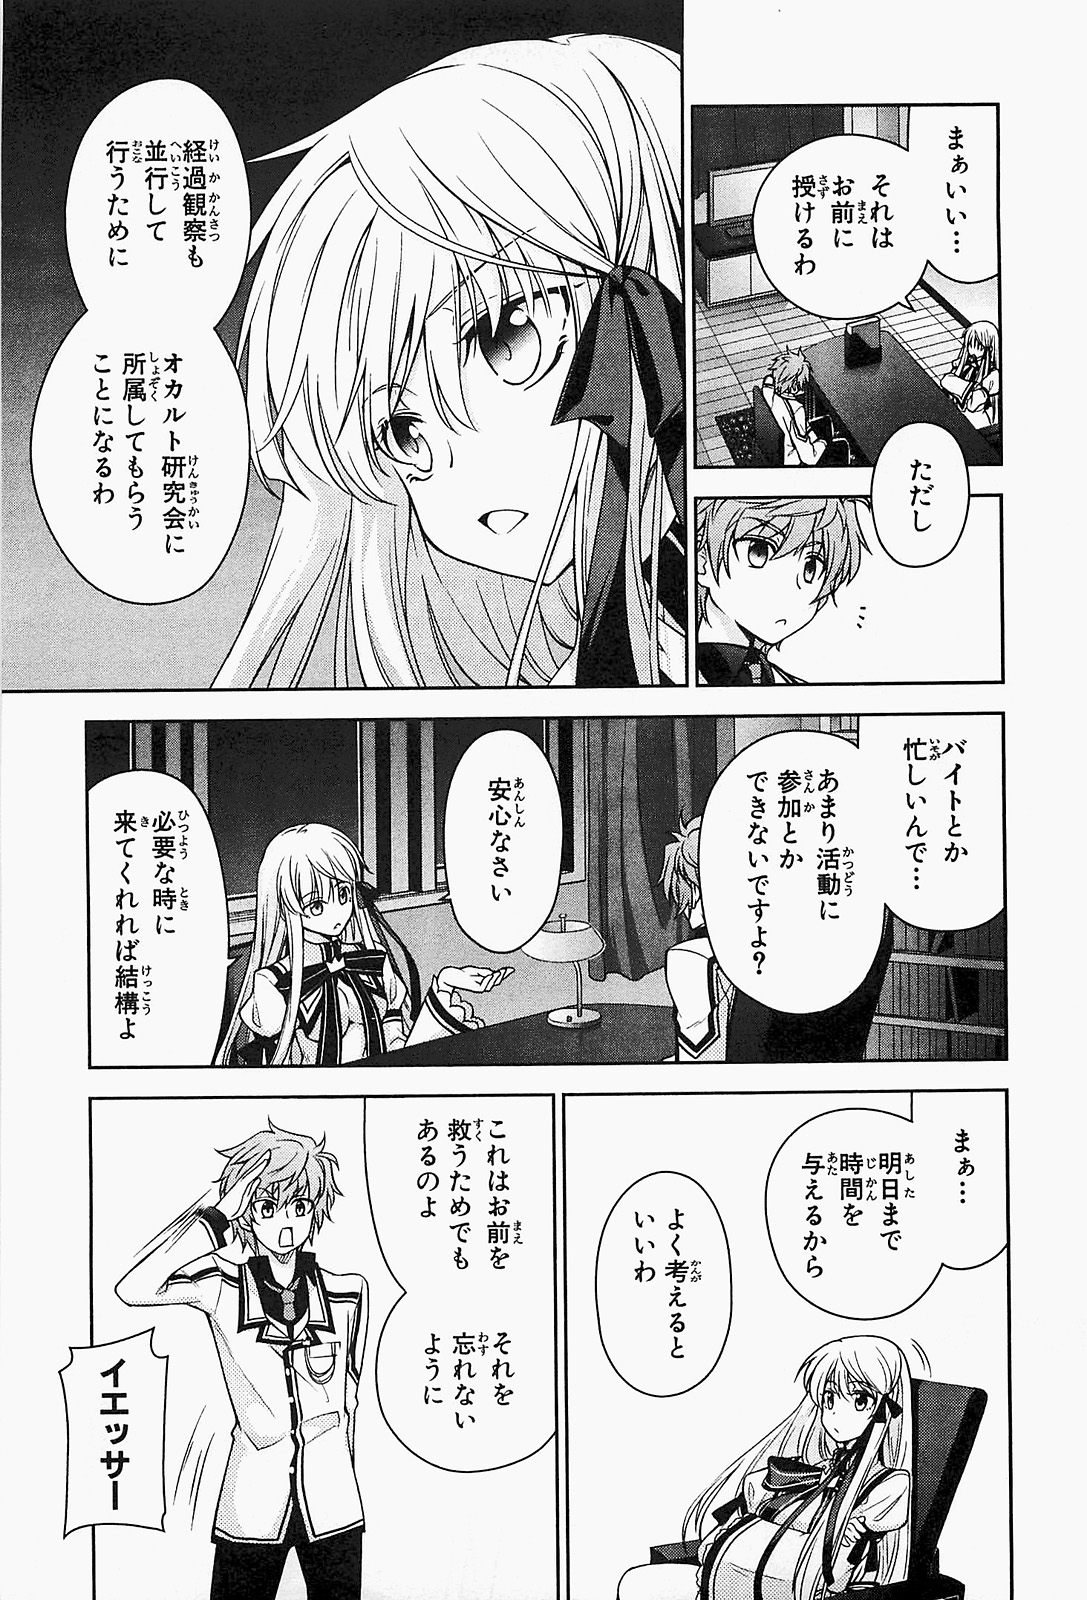 まぁいい…
それは
お前に
授けるわ
ただし
経過観察も
並行して
行うために
オカルト研究会に
所属してもらう
ことになるわ
バイトとか
忙しいんで…
あまり活動に
参加とか
できないですよ?
安心なさい
必要な時に
来てくれれば結構よ
まぁ…
明日まで
時間を
与えるから
よく考えると
いいわ
これはお前を
救うためでも
あるのよ
それを
忘れない
ように
イエッサー